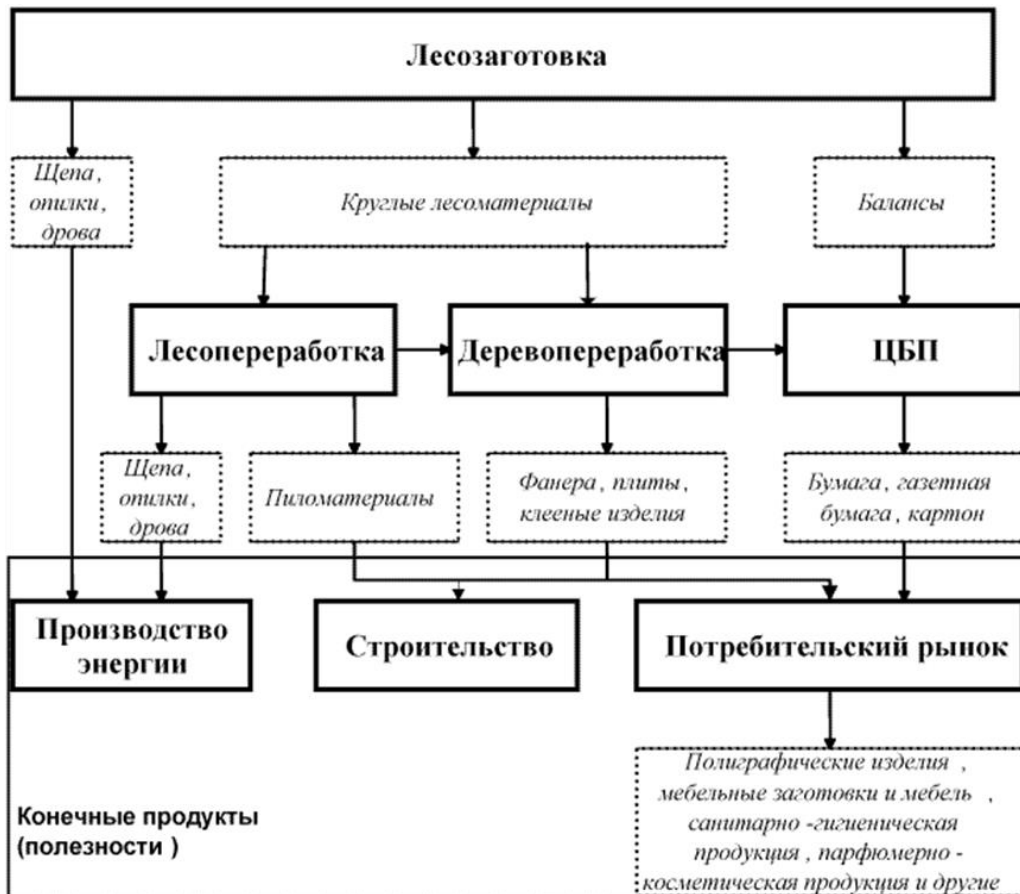 Лесозаготовка
Щепа,
опилки,
дрова
Круглые лесоматериалы
Балансы
Лесопереработка
Деревопереработка
ЦБП
Щепа,
опилки,
дрова
Пиломатериалы
Фанера, плиты,
клееные изделия
Бумага, газетная
бумага, картон
Производство
энергии
Строительство
Потребительский рынок
Полиграфические изделия,
мебельные заготовки и мебель,
санитарно-гигиеническая
продукция, парфюмерно-
косметическая продукция и другие
Конечные продукты
(полезности)